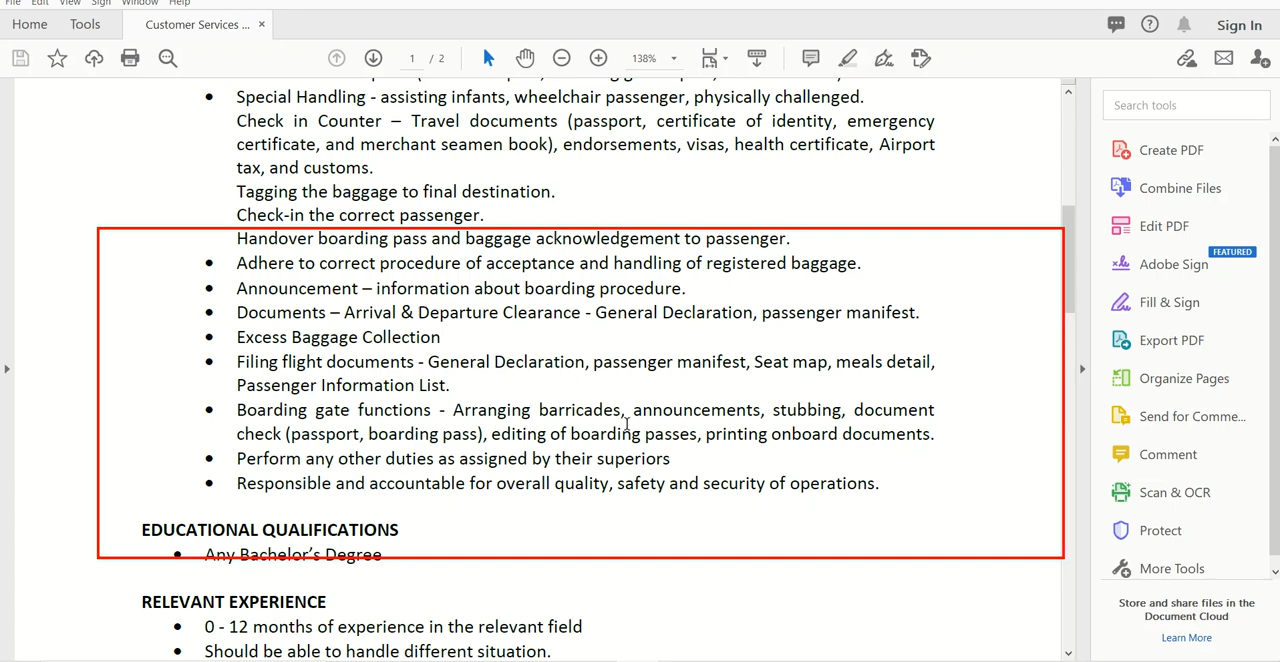 File Edit View Sign Window Help
Home Tools Customer Services ... × Sign In
1 / 2 138%
Special Handling - assisting infants, wheelchair passenger, physically challenged.
Check in Counter – Travel documents (passport, certificate of identity, emergency
certificate, and merchant seamen book), endorsements, visas, health certificate, Airport
tax, and customs.
Tagging the baggage to final destination.
Check-in the correct passenger.
Handover boarding pass and baggage acknowledgement to passenger.
Adhere to correct procedure of acceptance and handling of registered baggage.
Announcement – information about boarding procedure.
Documents – Arrival & Departure Clearance - General Declaration, passenger manifest.
Excess Baggage Collection
Filing flight documents - General Declaration, passenger manifest, Seat map, meals detail,
Passenger Information List.
Boarding gate functions - Arranging barricades, announcements, stubbing, document
check (passport, boarding pass), editing of boarding passes, printing onboard documents.
Perform any other duties as assigned by their superiors
Responsible and accountable for overall quality, safety and security of operations.
EDUCATIONAL QUALIFICATIONS
Any Bachelor's Degree
RELEVANT EXPERIENCE
0 - 12 months of experience in the relevant field
Should be able to handle different situation.
Search tools
Create PDF
Combine Files
Edit PDF
FEATURED
Adobe Sign
Fill & Sign
Export PDF
Organize Pages
Send for Comme...
Comment
Scan & OCR
Protect
More Tools
Store and share files in the
Document Cloud
Learn More